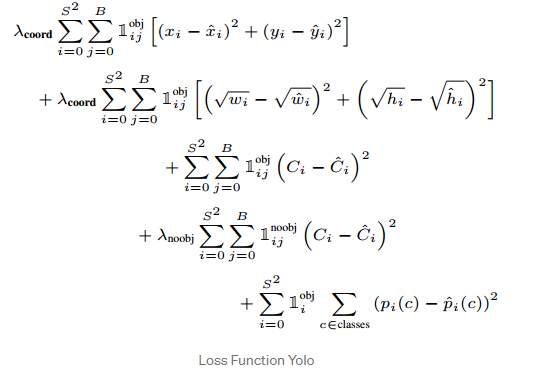 λcoord ∑_{i=0}^{S²} ∑_{j=0}^{B} 𝟙_{ij}^{obj} [(x_i − x̂_i)² + (y_i − ŷ_i)²]
+ λcoord ∑_{i=0}^{S²} ∑_{j=0}^{B} 𝟙_{ij}^{obj} [(√w_i − √ŵ_i)² + (√h_i − √ĥ_i)²]
+ ∑_{i=0}^{S²} ∑_{j=0}^{B} 𝟙_{ij}^{obj} (C_i − Ĉ_i)²
+ λnoobj ∑_{i=0}^{S²} ∑_{j=0}^{B} 𝟙_{ij}^{noobj} (C_i − Ĉ_i)²
+ ∑_{i=0}^{S²} 𝟙_{i}^{obj} ∑_{c∈classes} (p_i(c) − p̂_i(c))²
Loss Function Yolo